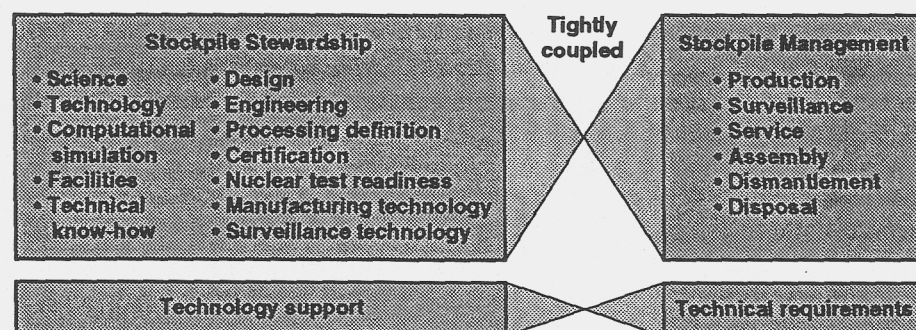 Stockpile Stewardship
• Science
• Technology
• Computational
simulation
• Facilities
• Technical
know-how
• Design
• Engineering
• Processing definition
• Certification
• Nuclear test readiness
• Manufacturing technology
• Surveillance technology
Tightly
coupled
Stockpile Management
• Production
• Surveillance
• Service
• Assembly
• Dismantlement
• Disposal
Technology support
Technical requirements